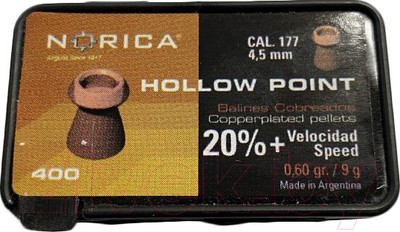 NORICA
Airguns Since 1917
CAL. 177
4,5 mm
HOLLOW POINT
Balines Cobreados
Copperplated pellets
20%+ Velocidad
Speed
400
0,60 gr. / 9 g
Made in Argentina